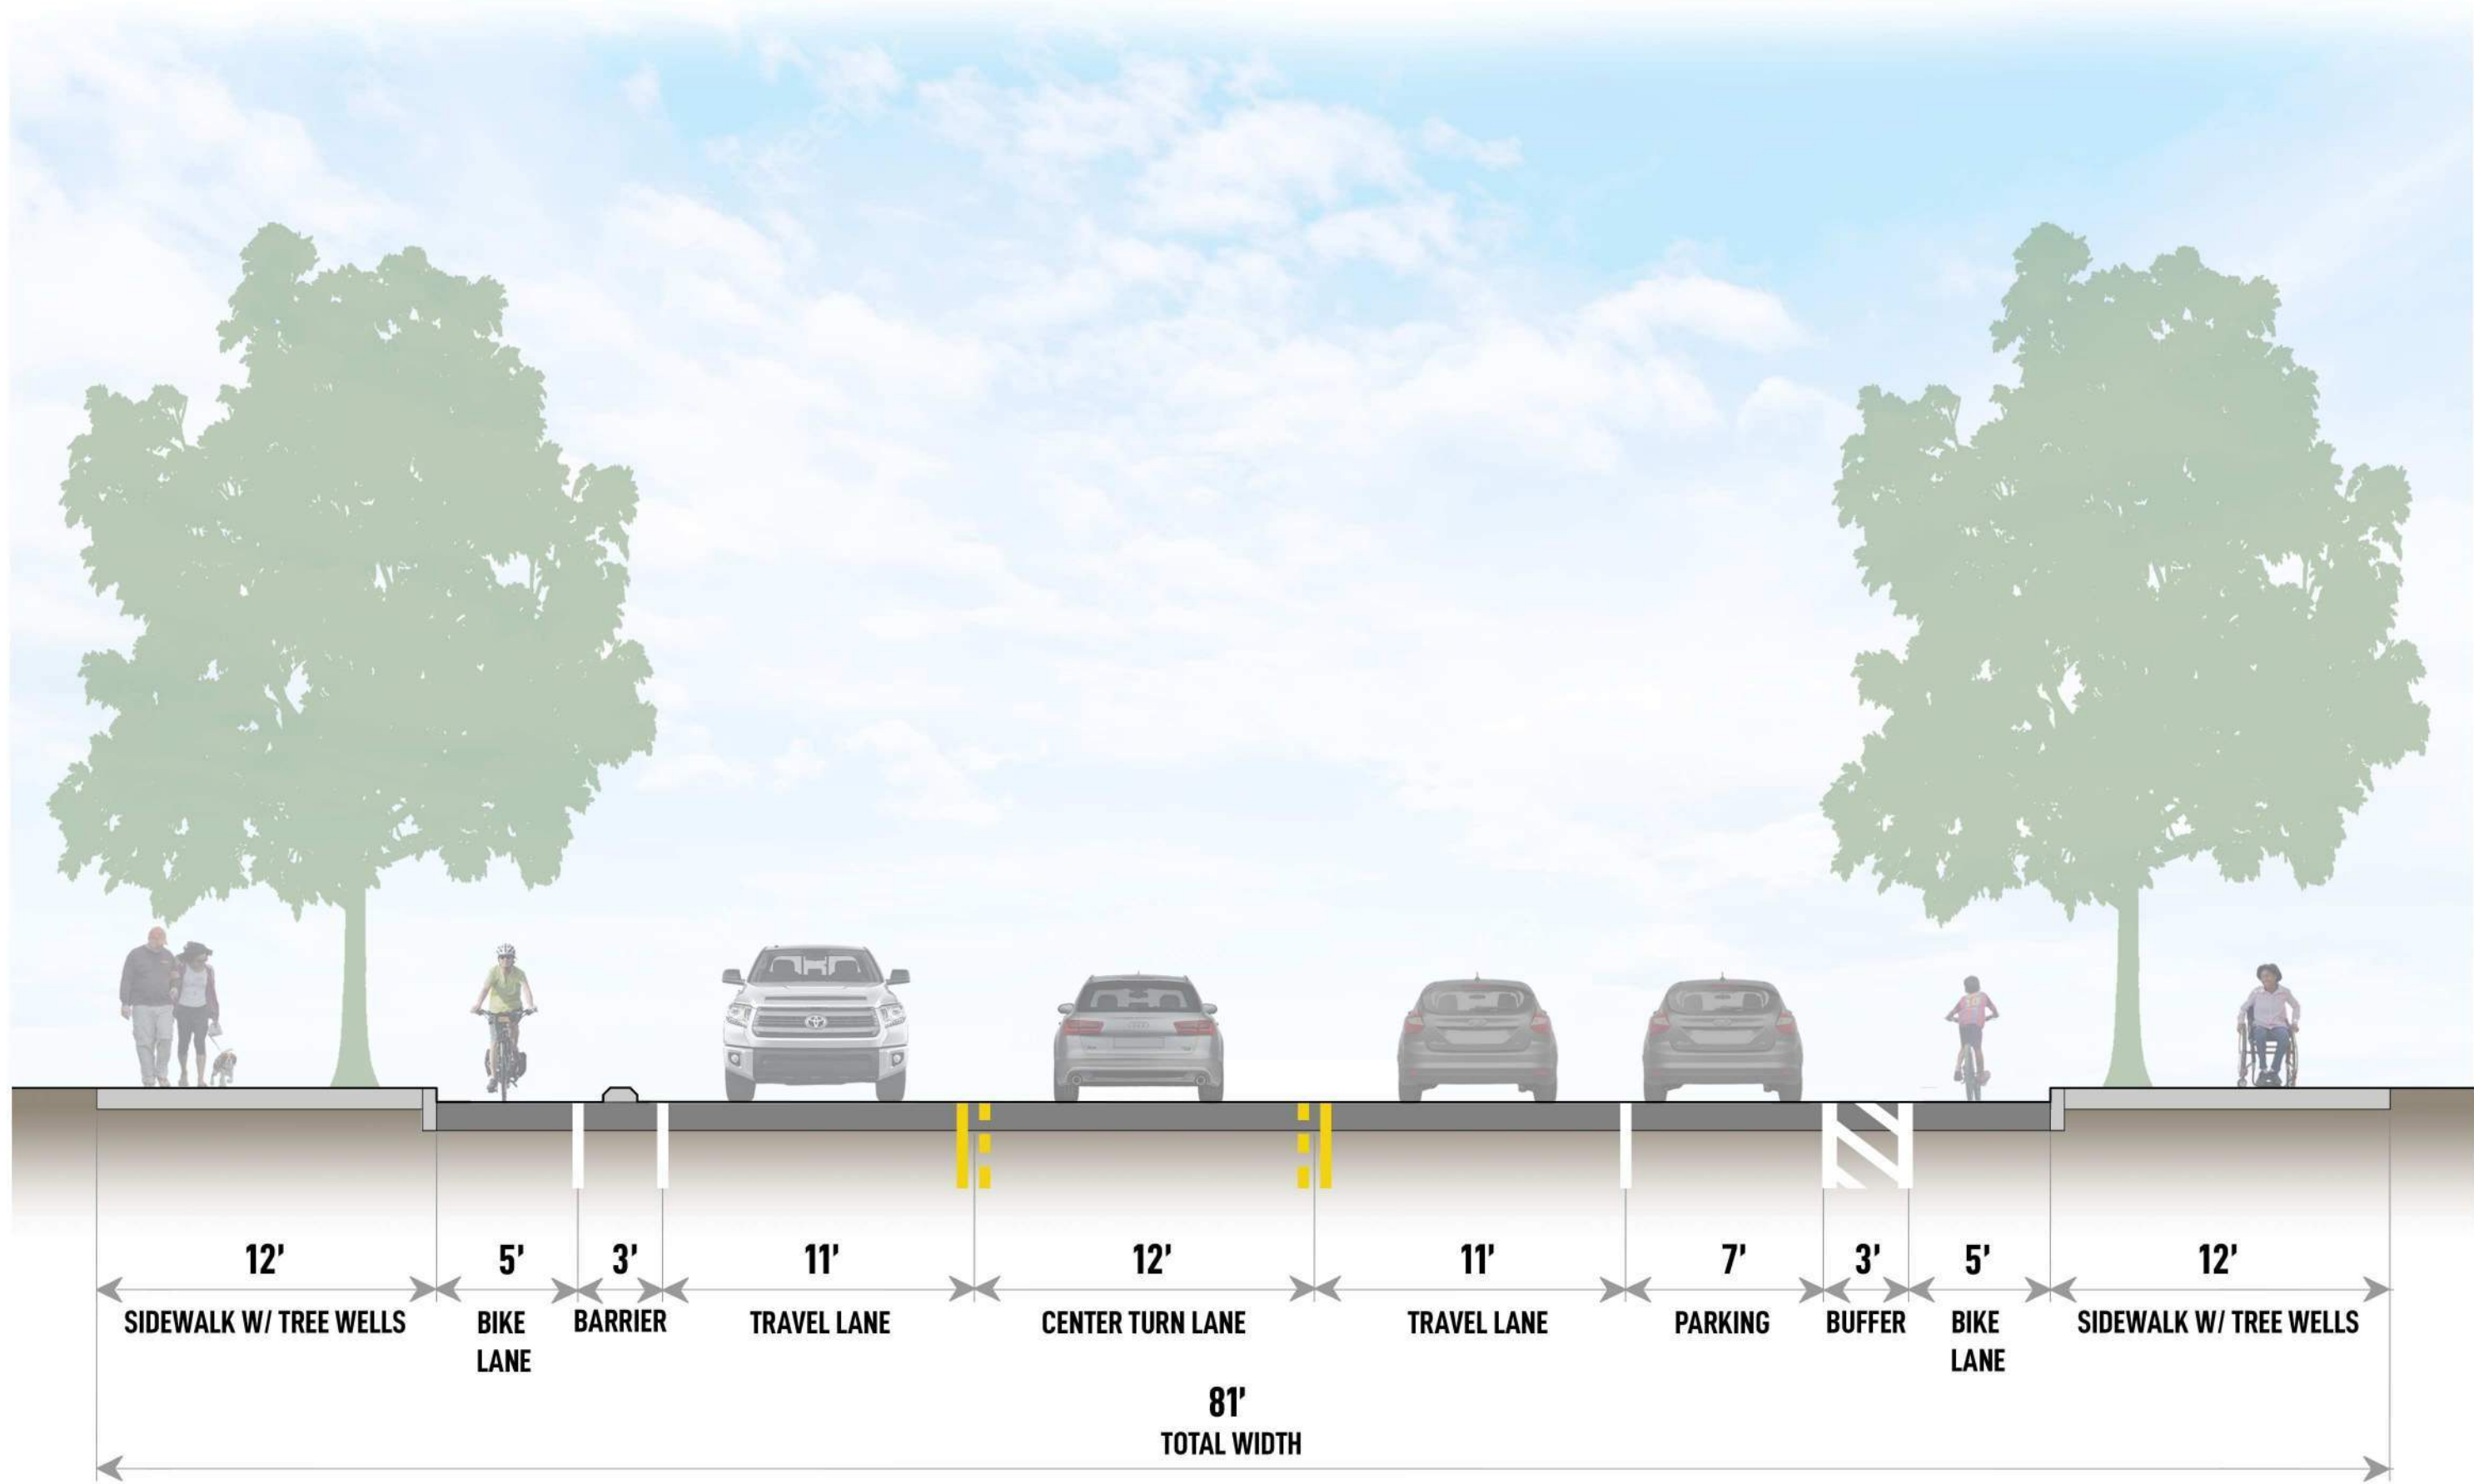 12' 5' 3' 11' 12' 11' 7' 3' 5' 12'
SIDEWALK W/ TREE WELLS BIKE BARRIER TRAVEL LANE CENTER TURN LANE TRAVEL LANE PARKING BUFFER BIKE SIDEWALK W/ TREE WELLS
LANE LANE
81'
TOTAL WIDTH